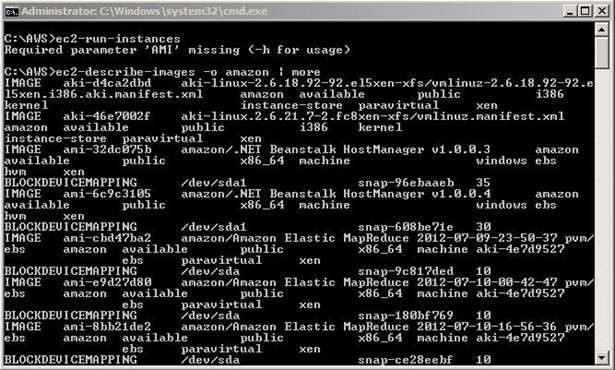 Administrator: C:\Windows\system32\cmd.exe
C:\AWS>ec2-run-instances
Required parameter 'AMI' missing (-h for usage)
C:\AWS>ec2-describe-images -o amazon | more
IMAGE aki-d4ca2dbd aki-linux-2.6.18.92-92.el5xen-xfs/vmlinuz-2.6.18.92-92.e
l5xen.i386.aki.manifest.xml amazon available public i386
kernel instance-store paravirtual xen
IMAGE aki-46e7002f aki-linux.2.6.21.7-2.fc8xen-xfs/vmlinuz.manifest.xml
amazon available public i386 kernel
instance-store paravirtual xen
IMAGE ami-32dc075b amazon/.NET Beanstalk HostManager v1.0.0.3 amazon
available public x86_64 machine windows ebs
hvm xen
BLOCKDEVICEMAPPING /dev/sda1 snap-96ebaaeb 35
IMAGE ami-6c9c3105 amazon/.NET Beanstalk HostManager v1.0.0.4 amazon
available public x86_64 machine windows ebs
hvm xen
BLOCKDEVICEMAPPING /dev/sda1 snap-608be71e 30
IMAGE ami-cbd47ba2 amazon/Amazon Elastic MapReduce 2012-07-09-23-50-37 pvm/
ebs amazon available public x86_64 machine aki-4e7d9527
ebs paravirtual xen
BLOCKDEVICEMAPPING /dev/sda snap-9c817ded 10
IMAGE ami-e9d27d80 amazon/Amazon Elastic MapReduce 2012-07-10-00-42-47 pvm/
ebs amazon available public x86_64 machine aki-4e7d9527
ebs paravirtual xen
BLOCKDEVICEMAPPING /dev/sda snap-180bf769 10
IMAGE ami-8bb21de2 amazon/Amazon Elastic MapReduce 2012-07-10-16-56-36 pvm/
ebs amazon available public x86_64 machine aki-4e7d9527
ebs paravirtual xen
BLOCKDEVICEMAPPING /dev/sda snap-ce28eebf 10